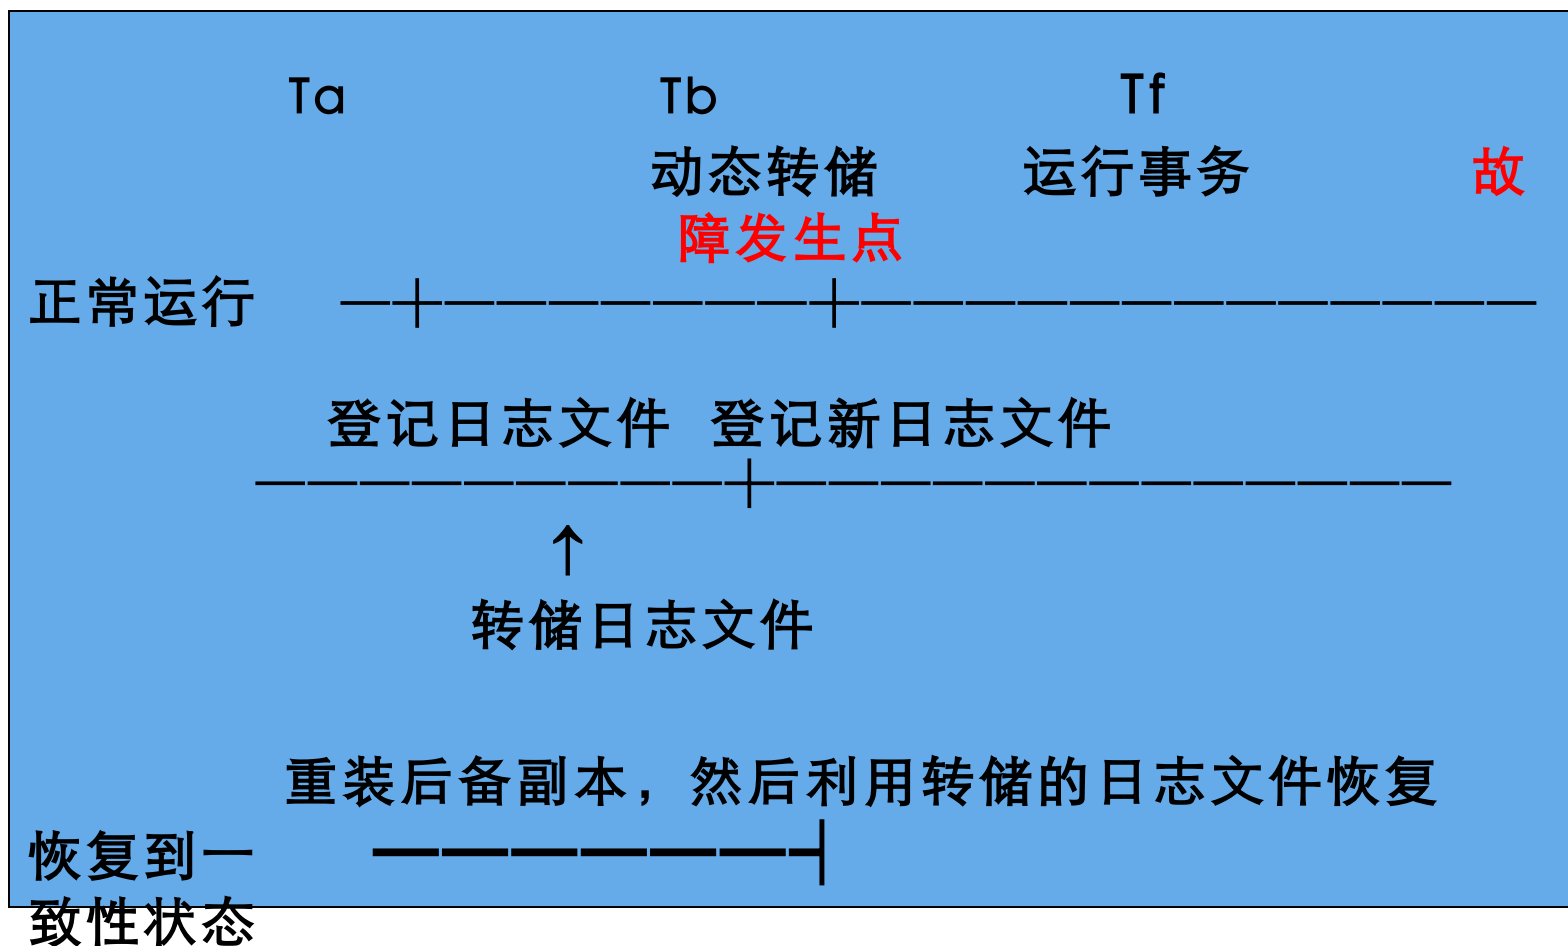 Ta Tb Tf
动态转储 运行事务 故
障发生点
正常运行 ─┼───────┼─────────────
登记日志文件 登记新日志文件
─────────┼─────────────
↑
转储日志文件
重装后备副本，然后利用转储的日志文件恢复
恢复到一 ━━━━━━┥
致性状态